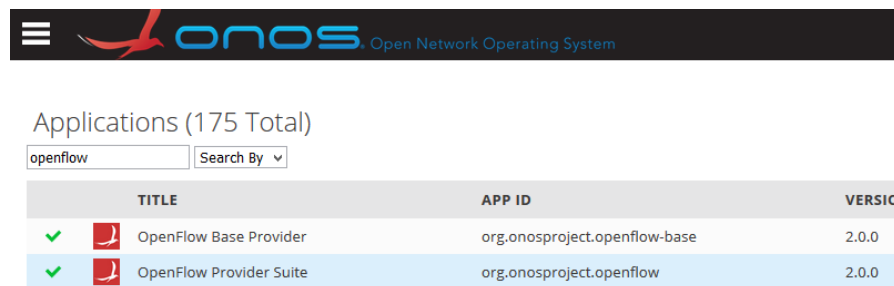 onos. Open Network Operating System
Applications (175 Total)
openflow Search By
TITLE APP ID VERSIO
OpenFlow Base Provider org.onosproject.openflow-base 2.0.0
OpenFlow Provider Suite org.onosproject.openflow 2.0.0